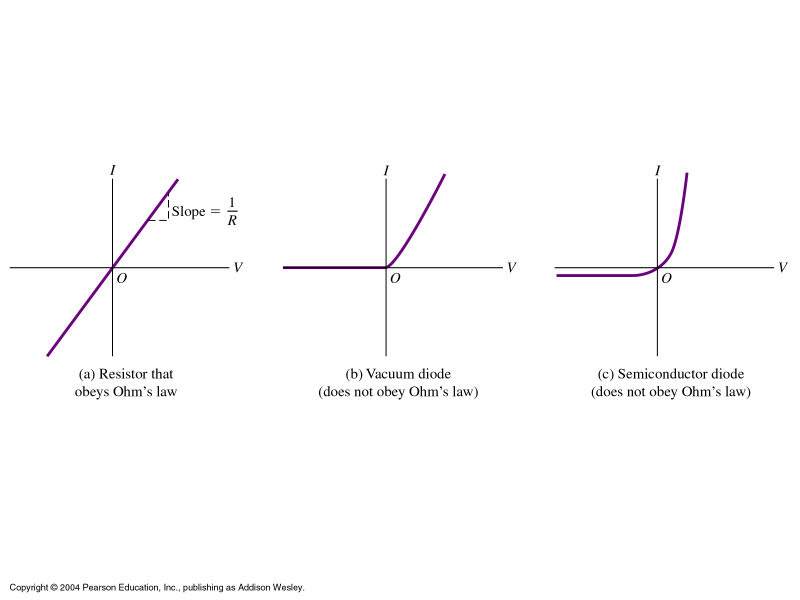 I
Slope = 1/R
V
O
(a) Resistor that
obeys Ohm’s law
I
V
O
(b) Vacuum diode
(does not obey Ohm’s law)
I
V
O
(c) Semiconductor diode
(does not obey Ohm’s law)
Copyright © 2004 Pearson Education, Inc., publishing as Addison Wesley.